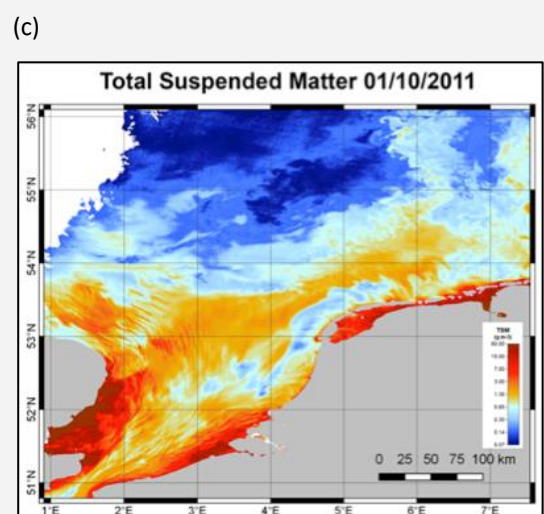 (c)
Total Suspended Matter 01/10/2011
56°N
55°N
54°N
53°N
52°N
51°N
TSM
(g.m-3)
0 25 50 75 100 km
1°E 2°E 3°E 4°E 5°E 6°E 7°E